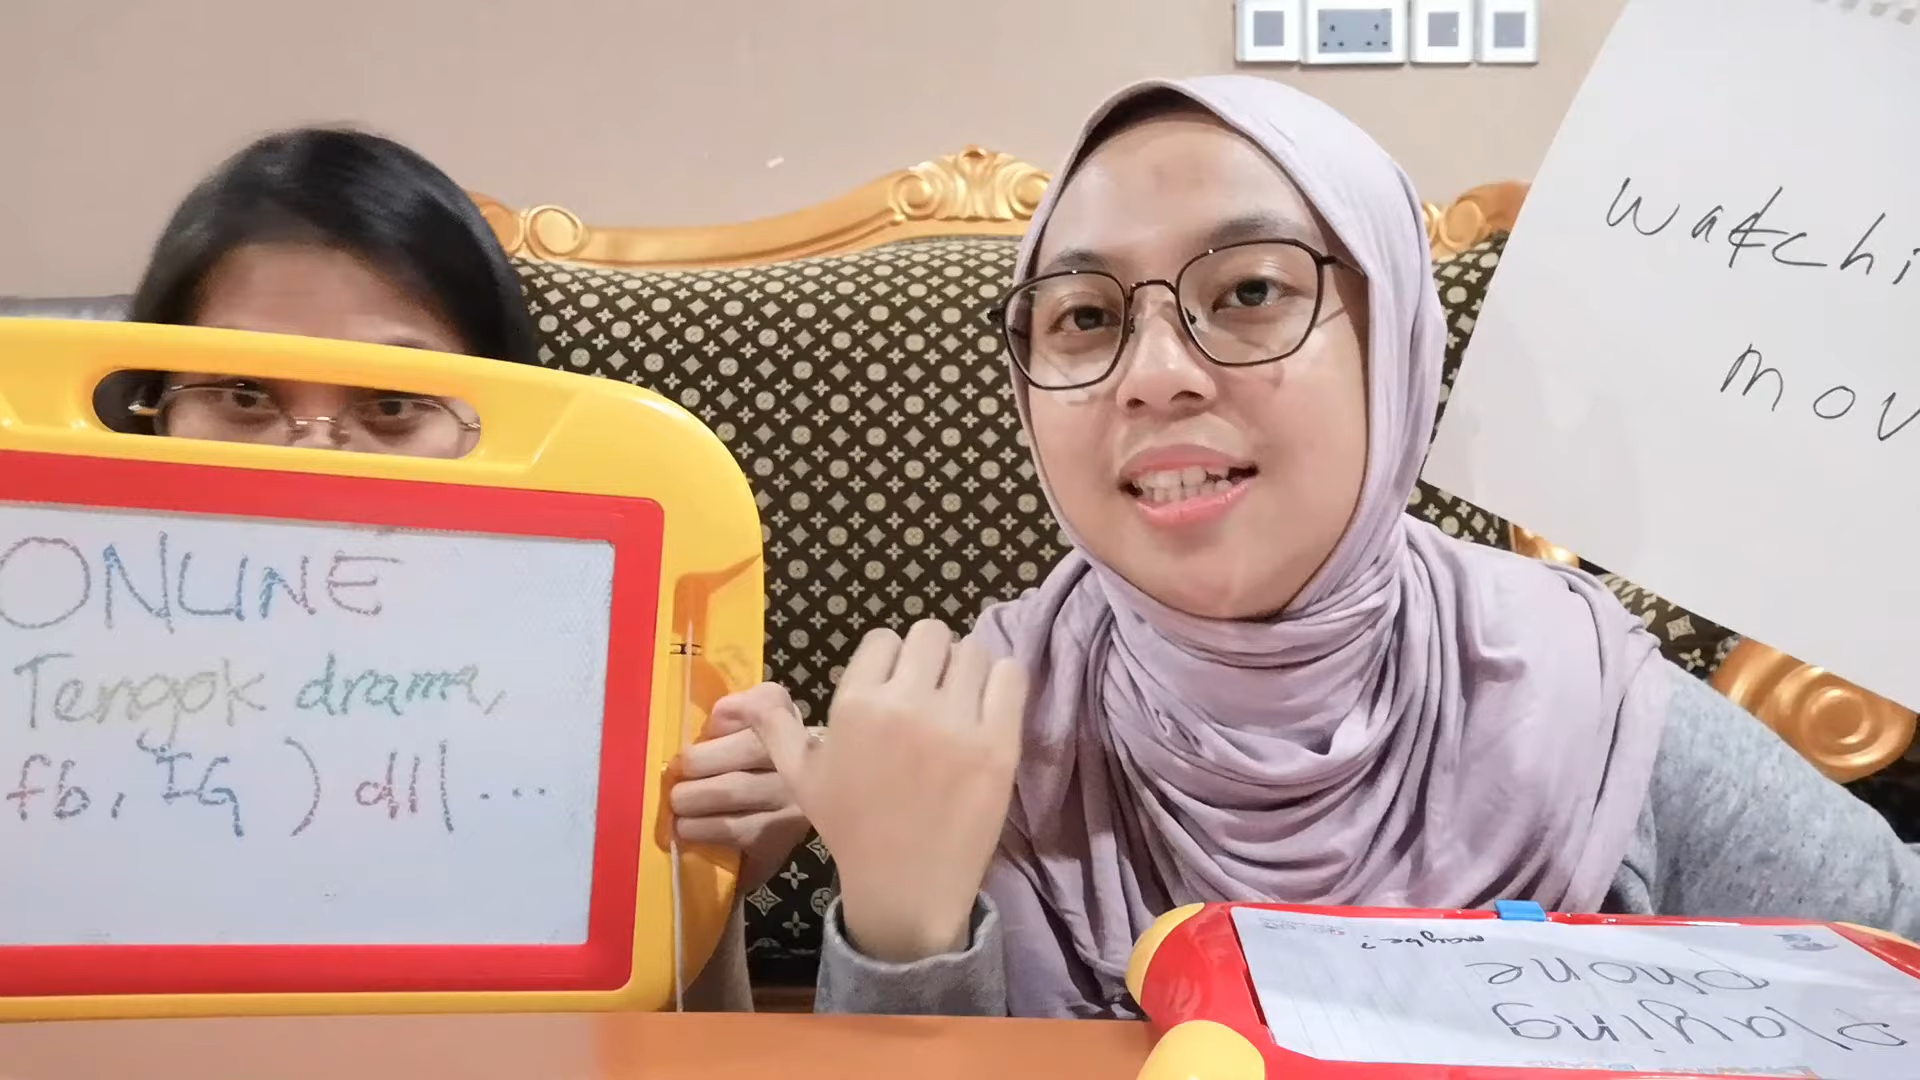 ONLINE
Tengok drama,
fb, IG ) dll...
watchi
mov
playing
phone
maybe?